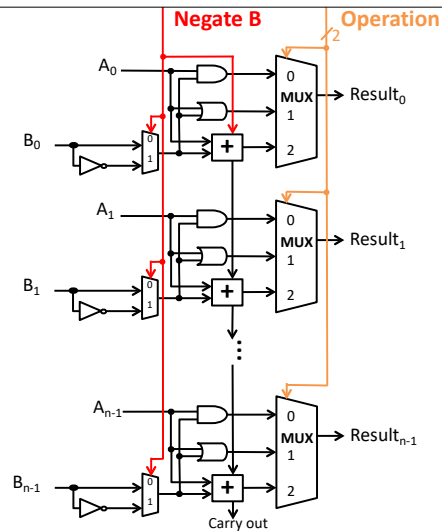 Negate B Operation
2
A0
0
MUX
1
Result0
B0
0
1
+
2
A1
0
MUX
1
Result1
B1
0
1
+
2
...
An-1
0
MUX
1
Resultn-1
Bn-1
0
1
+
2
Carry out